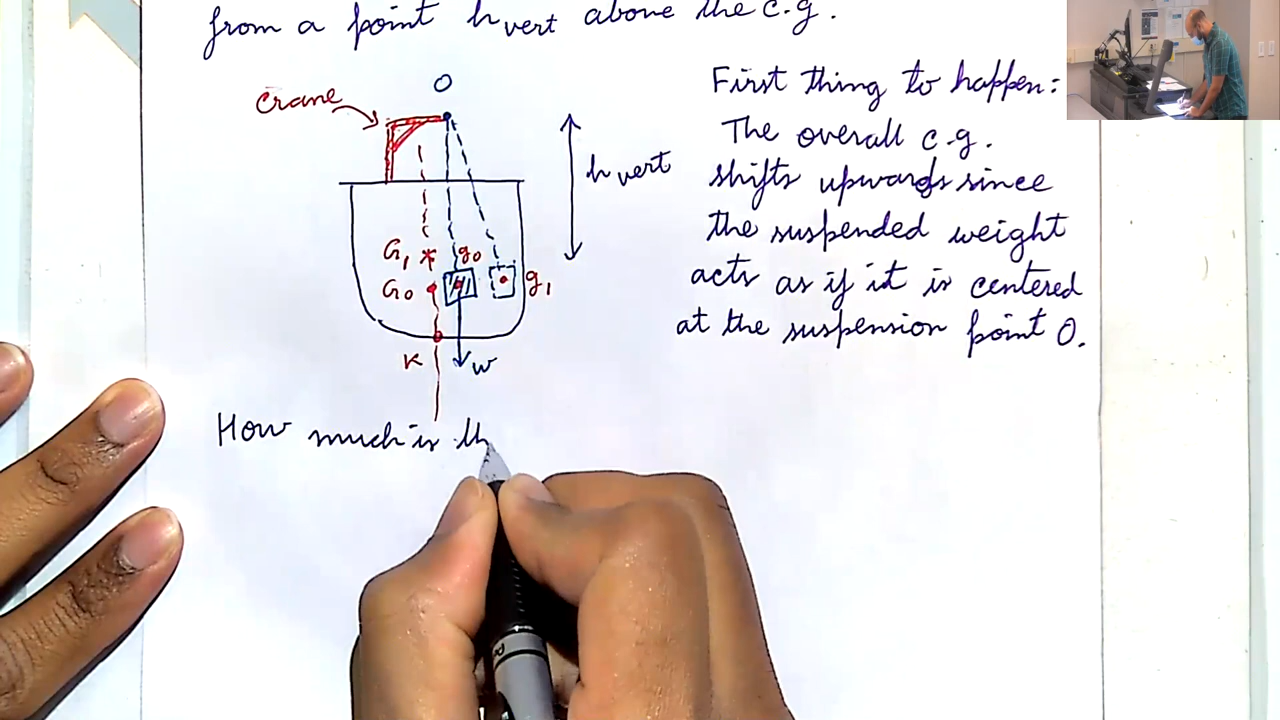 from a point h vert above the c.g.
crane
O
h vert
G₁
g₀
G₀
g₁
K
w
First thing to happen:
The overall c.g.
shifts upwards since
the suspended weight
acts as if it is centered
at the suspension point O.
How much is th